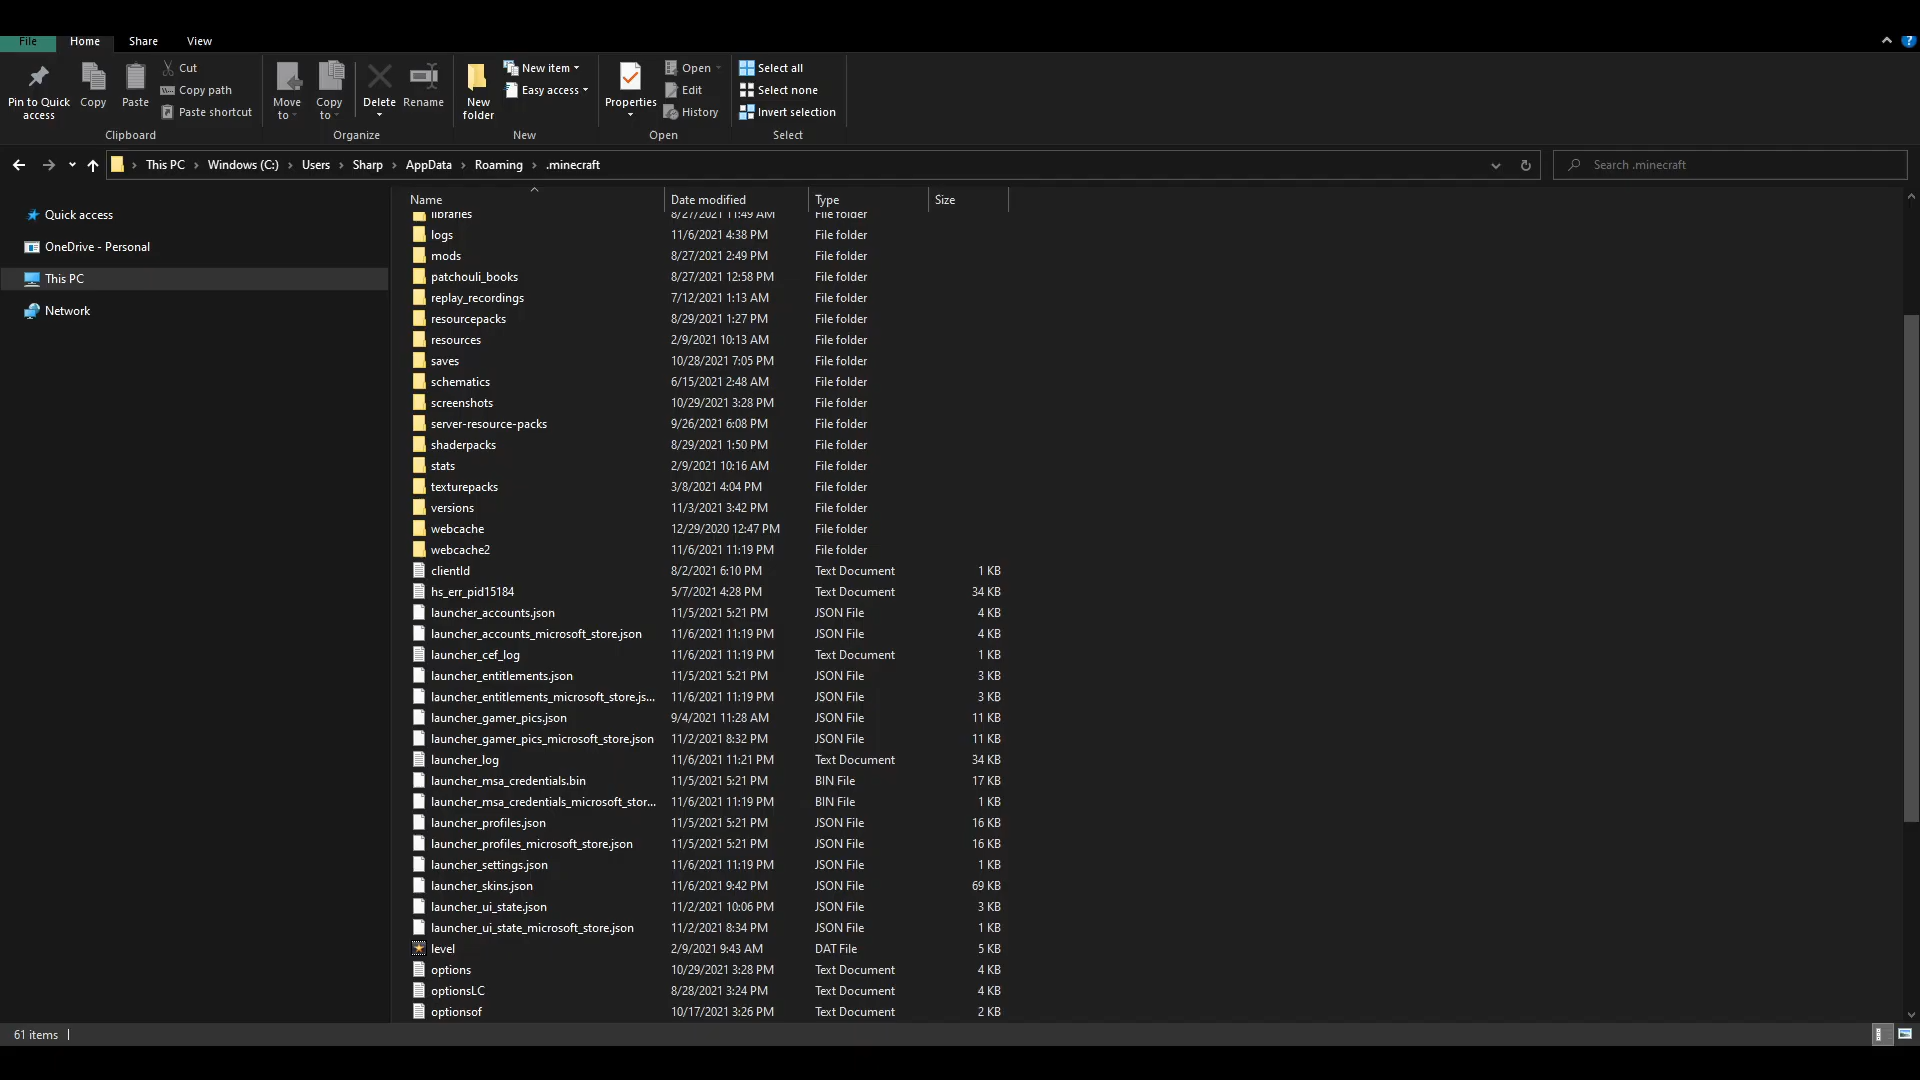 File Home Share View
Pin to Quick access
Copy
Paste
Cut
Copy path
Paste shortcut
Clipboard
Move to
Copy to
Delete
Rename
Organize
New folder
New item
Easy access
New
Properties
Open
Edit
History
Open
Select all
Select none
Invert selection
Select
This PC › Windows (C:) › Users › Sharp › AppData › Roaming › .minecraft
Search .minecraft
Quick access
OneDrive - Personal
This PC
Network
Name Date modified Type Size
libraries 8/27/2021 11:49 AM File folder
logs 11/6/2021 4:38 PM File folder
mods 8/27/2021 2:49 PM File folder
patchouli_books 8/27/2021 12:58 PM File folder
replay_recordings 7/12/2021 1:13 AM File folder
resourcepacks 8/29/2021 1:27 PM File folder
resources 2/9/2021 10:13 AM File folder
saves 10/28/2021 7:05 PM File folder
schematics 6/15/2021 2:48 AM File folder
screenshots 10/29/2021 3:28 PM File folder
server-resource-packs 9/26/2021 6:08 PM File folder
shaderpacks 8/29/2021 1:50 PM File folder
stats 2/9/2021 10:16 AM File folder
texturepacks 3/8/2021 4:04 PM File folder
versions 11/3/2021 3:42 PM File folder
webcache 12/29/2020 12:47 PM File folder
webcache2 11/6/2021 11:19 PM File folder
clientId 8/2/2021 6:10 PM Text Document 1 KB
hs_err_pid15184 5/7/2021 4:28 PM Text Document 34 KB
launcher_accounts.json 11/5/2021 5:21 PM JSON File 4 KB
launcher_accounts_microsoft_store.json 11/6/2021 11:19 PM JSON File 4 KB
launcher_cef_log 11/6/2021 11:19 PM Text Document 1 KB
launcher_entitlements.json 11/5/2021 5:21 PM JSON File 3 KB
launcher_entitlements_microsoft_store.js... 11/6/2021 11:19 PM JSON File 3 KB
launcher_gamer_pics.json 9/4/2021 11:28 AM JSON File 11 KB
launcher_gamer_pics_microsoft_store.json 11/2/2021 8:32 PM JSON File 11 KB
launcher_log 11/6/2021 11:21 PM Text Document 34 KB
launcher_msa_credentials.bin 11/5/2021 5:21 PM BIN File 17 KB
launcher_msa_credentials_microsoft_stor... 11/6/2021 11:19 PM BIN File 1 KB
launcher_profiles.json 11/5/2021 5:21 PM JSON File 16 KB
launcher_profiles_microsoft_store.json 11/5/2021 5:21 PM JSON File 16 KB
launcher_settings.json 11/6/2021 11:19 PM JSON File 1 KB
launcher_skins.json 11/6/2021 9:42 PM JSON File 69 KB
launcher_ui_state.json 11/2/2021 10:06 PM JSON File 3 KB
launcher_ui_state_microsoft_store.json 11/2/2021 8:34 PM JSON File 1 KB
level 2/9/2021 9:43 AM DAT File 5 KB
options 10/29/2021 3:28 PM Text Document 4 KB
optionsLC 8/28/2021 3:24 PM Text Document 4 KB
optionsof 10/17/2021 3:26 PM Text Document 2 KB
61 items